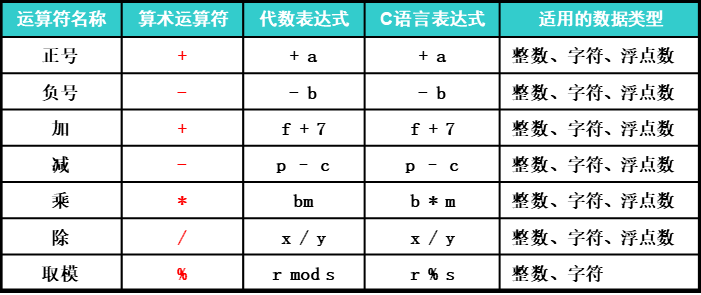 运算符名称 算术运算符 代数表达式 C语言表达式 适用的数据类型
正号 + + a + a 整数、字符、浮点数
负号 - - b - b 整数、字符、浮点数
加 + f + 7 f + 7 整数、字符、浮点数
减 - p - c p - c 整数、字符、浮点数
乘 * bm b * m 整数、字符、浮点数
除 / x / y x / y 整数、字符、浮点数
取模 % r mod s r % s 整数、字符